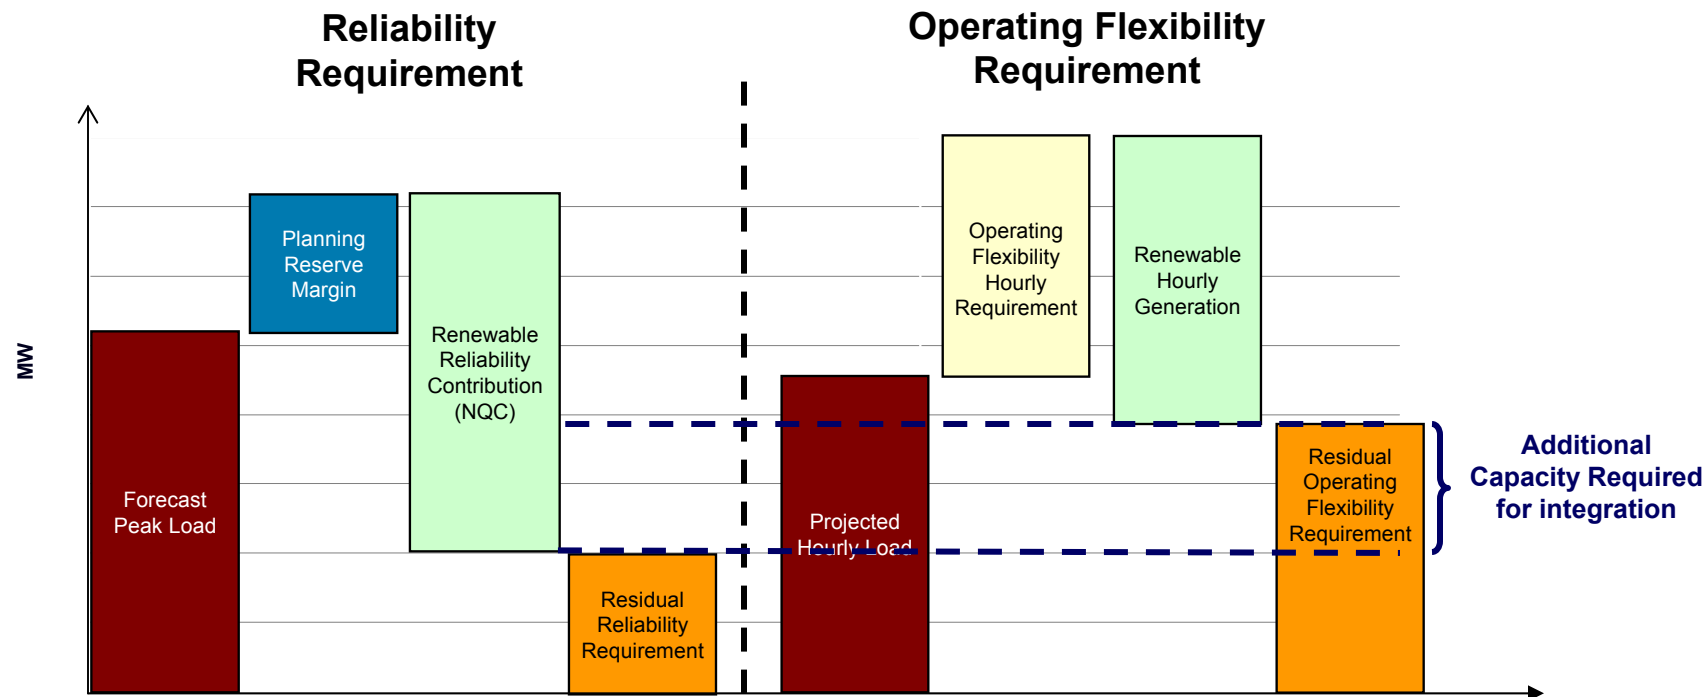 Reliability
Requirement
Operating Flexibility
Requirement
MW
Forecast
Peak Load
Planning
Reserve
Margin
Renewable
Reliability
Contribution
(NQC)
Residual
Reliability
Requirement
Projected
Hourly Load
Operating
Flexibility
Hourly
Requirement
Renewable
Hourly
Generation
Residual
Operating
Flexibility
Requirement
Additional
Capacity Required
for integration